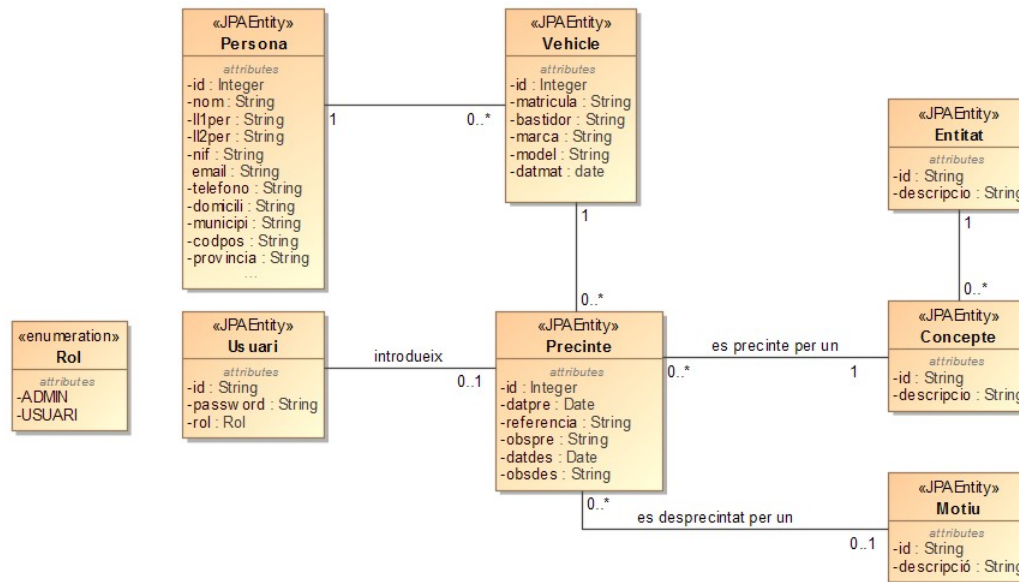 «JPAEntity»
Persona
attributes
-id : Integer
-nom : String
-ll1per : String
-ll2per : String
-nif : String
email : String
-telefono : String
-domicili : String
-municipi : String
-codpos : String
-provincia : String
...
1
0..*
«JPAEntity»
Vehicle
attributes
-id : Integer
-matricula : String
-bastidor : String
-marca : String
-model : String
-datmat : date
1
0..*
«JPAEntity»
Entitat
attributes
-id : String
-descripcio : String
1
0..*
«enumeration»
Rol
attributes
-ADMIN
-USUARI
«JPAEntity»
Usuari
attributes
-id : String
-password : String
-rol : Rol
introdueix
0..1
«JPAEntity»
Precinte
attributes
-id : Integer
-datpre : Date
-referencia : String
-obspre : String
-datdes : Date
-obsdes : String
es precinte per un
0..*
1
«JPAEntity»
Concepte
attributes
-id : String
-descripcio : String
0..*
es desprecintat per un
0..1
«JPAEntity»
Motiu
attributes
-id : String
-descripció : String